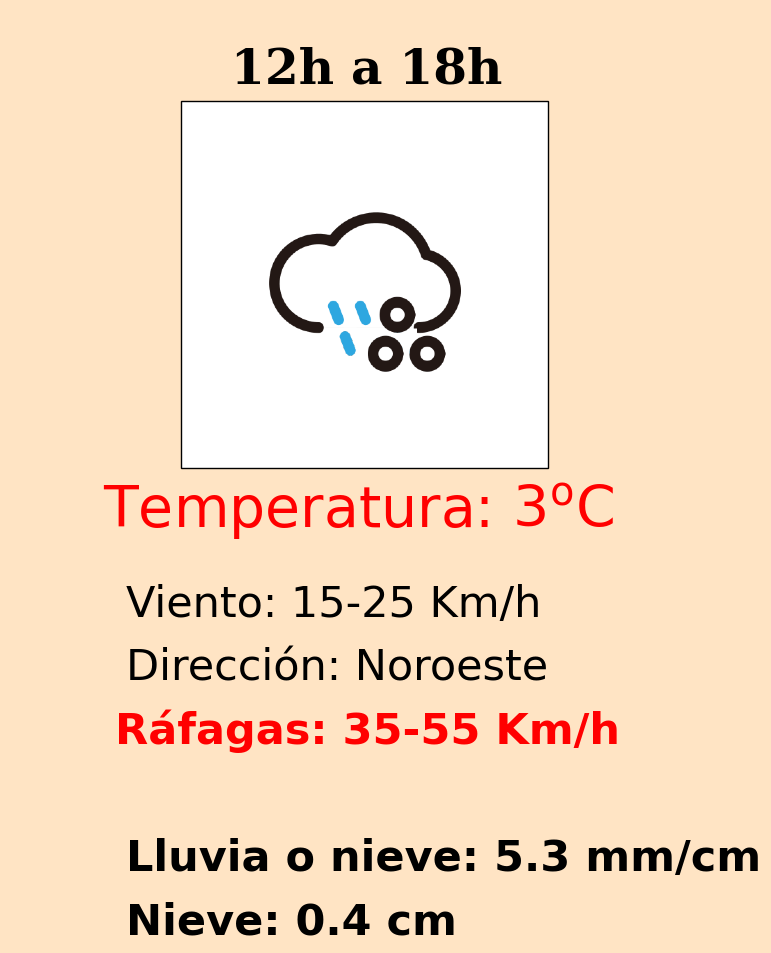 12h a 18h
Temperatura: 3ºC
Viento: 15-25 Km/h
Dirección: Noroeste
Ráfagas: 35-55 Km/h
Lluvia o nieve: 5.3 mm/cm
Nieve: 0.4 cm